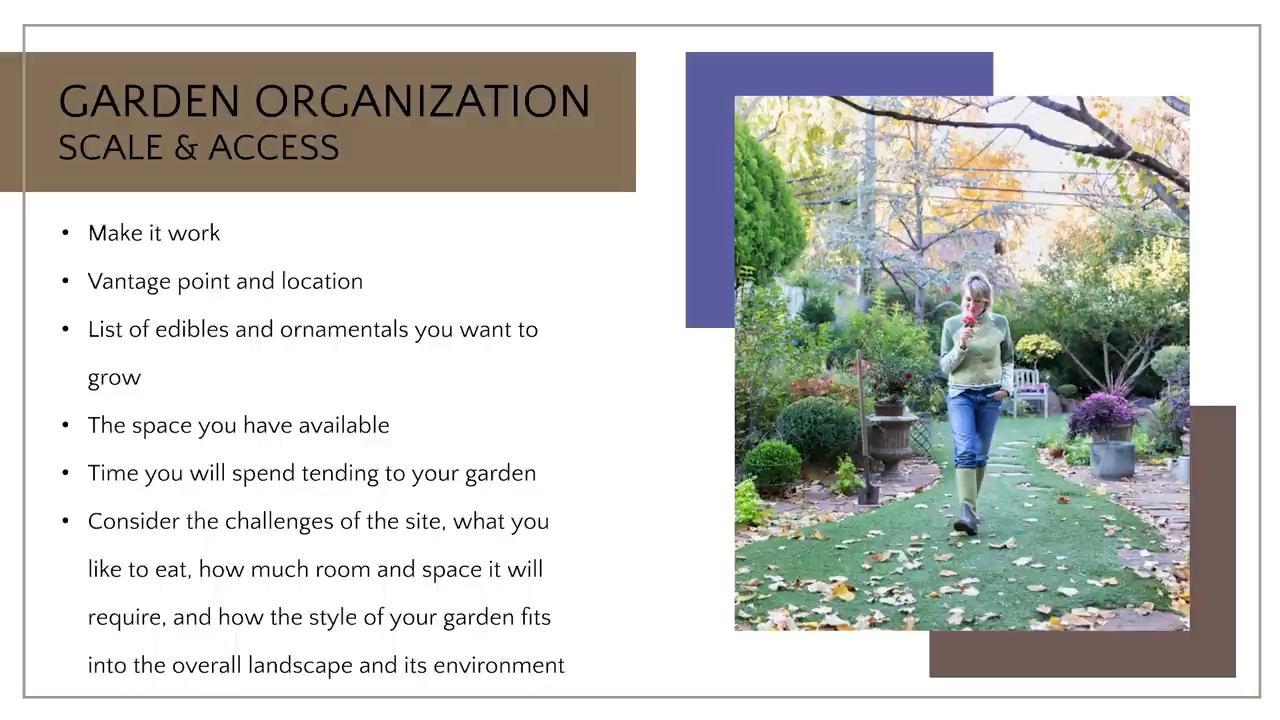 GARDEN ORGANIZATION
SCALE & ACCESS
• Make it work
• Vantage point and location
• List of edibles and ornamentals you want to
grow
• The space you have available
• Time you will spend tending to your garden
• Consider the challenges of the site, what you
like to eat, how much room and space it will
require, and how the style of your garden fits
into the overall landscape and its environment